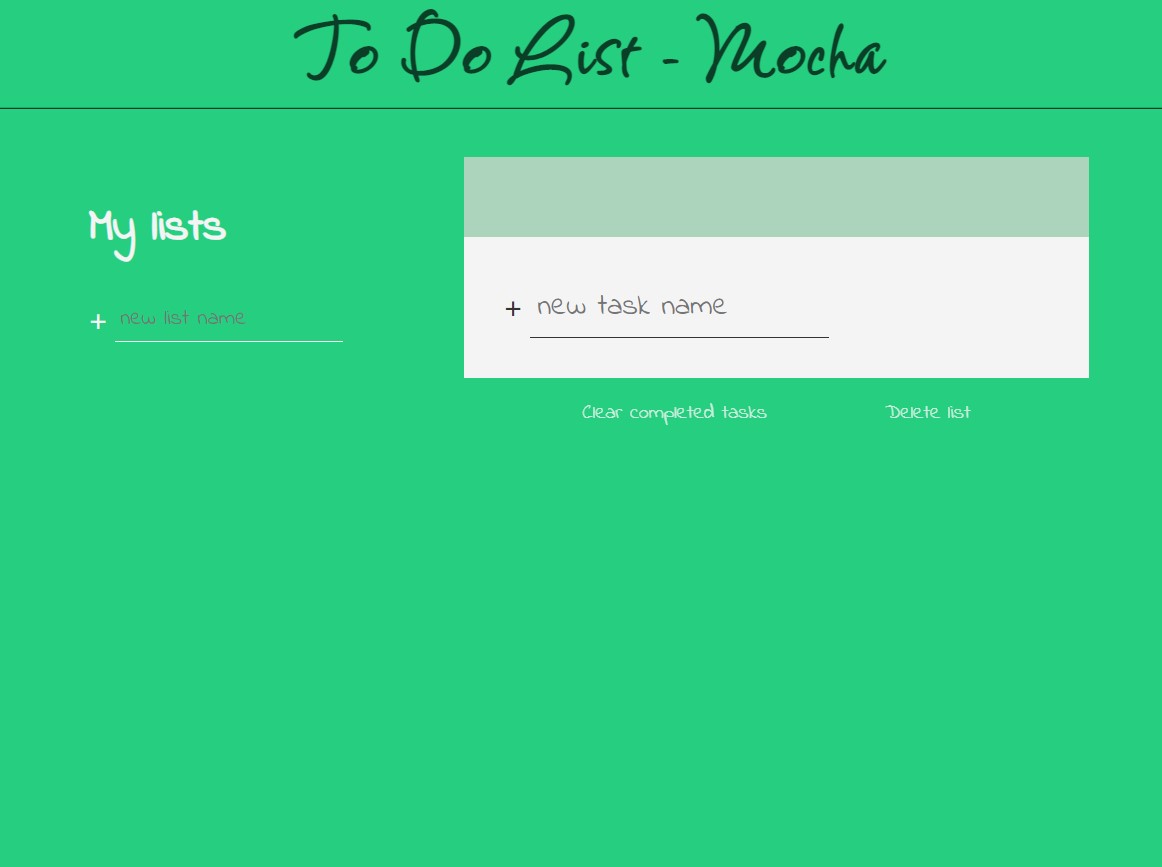 To Do List - Mocha
My lists
+ new list name
+ new task name
Clear completed tasks
Delete list